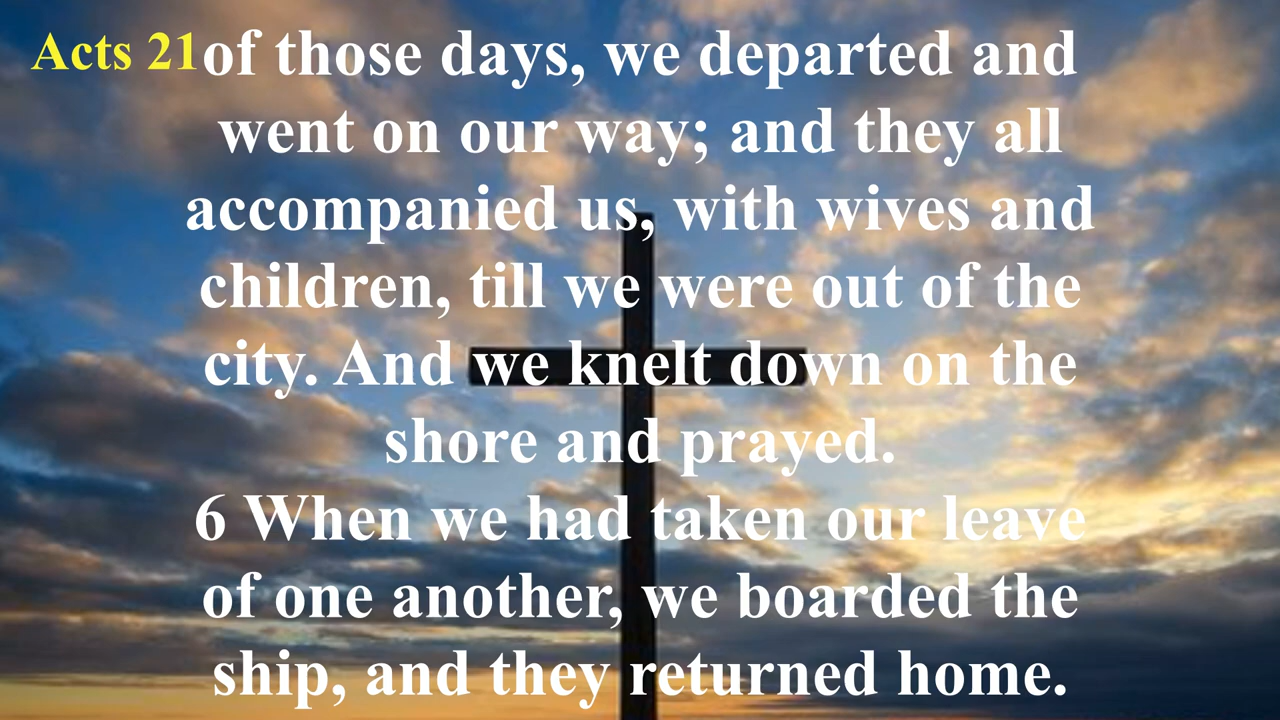 Acts 21
of those days, we departed and
went on our way; and they all
accompanied us, with wives and
children, till we were out of the
city. And we knelt down on the
shore and prayed.
6 When we had taken our leave
of one another, we boarded the
ship, and they returned home.